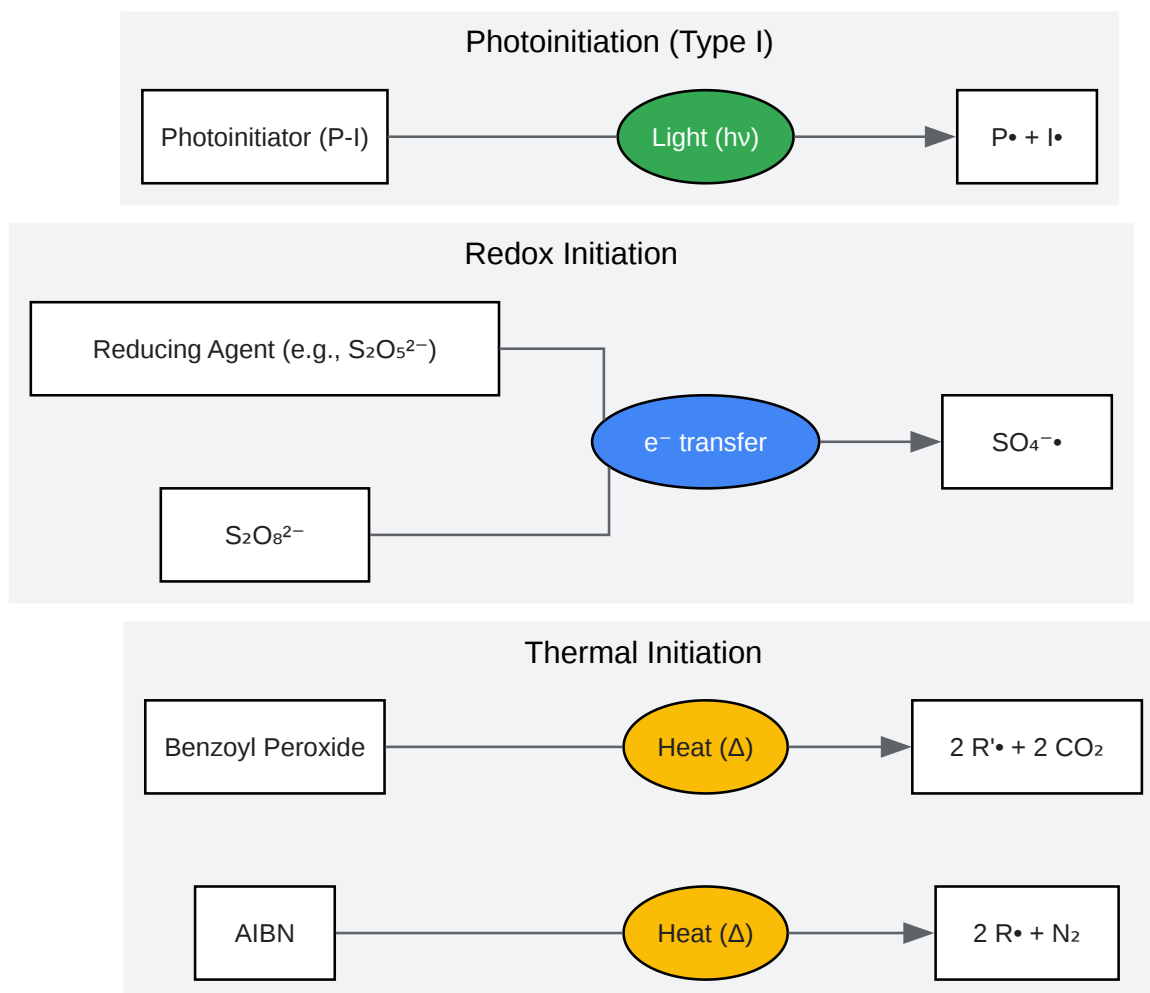 Photoinitiation (Type I)
Photoinitiator (P-I)
Light (hν)
P• + I•
Redox Initiation
Reducing Agent (e.g., S₂O₅²⁻)
e⁻ transfer
SO₄⁻•
S₂O₈²⁻
Thermal Initiation
Benzoyl Peroxide
Heat (Δ)
2 R'• + 2 CO₂
AIBN
Heat (Δ)
2 R• + N₂